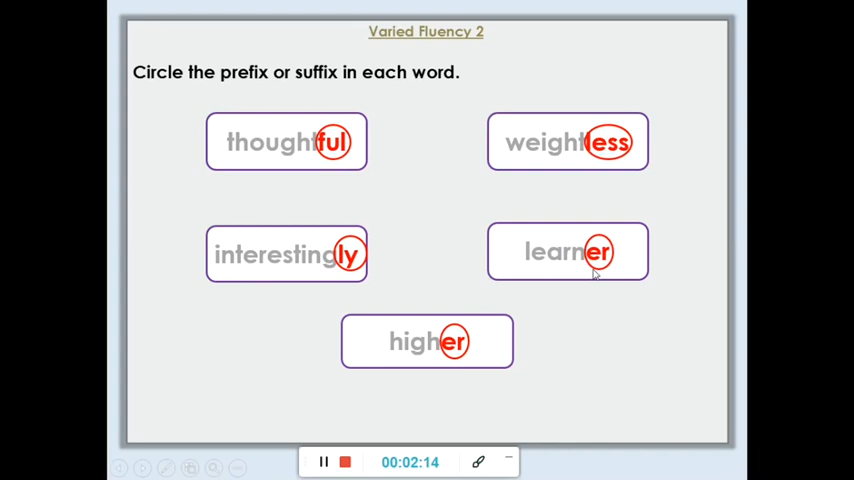 Varied Fluency 2
Circle the prefix or suffix in each word.
thoughtful
weightless
interestingly
learner
higher
00:02:14